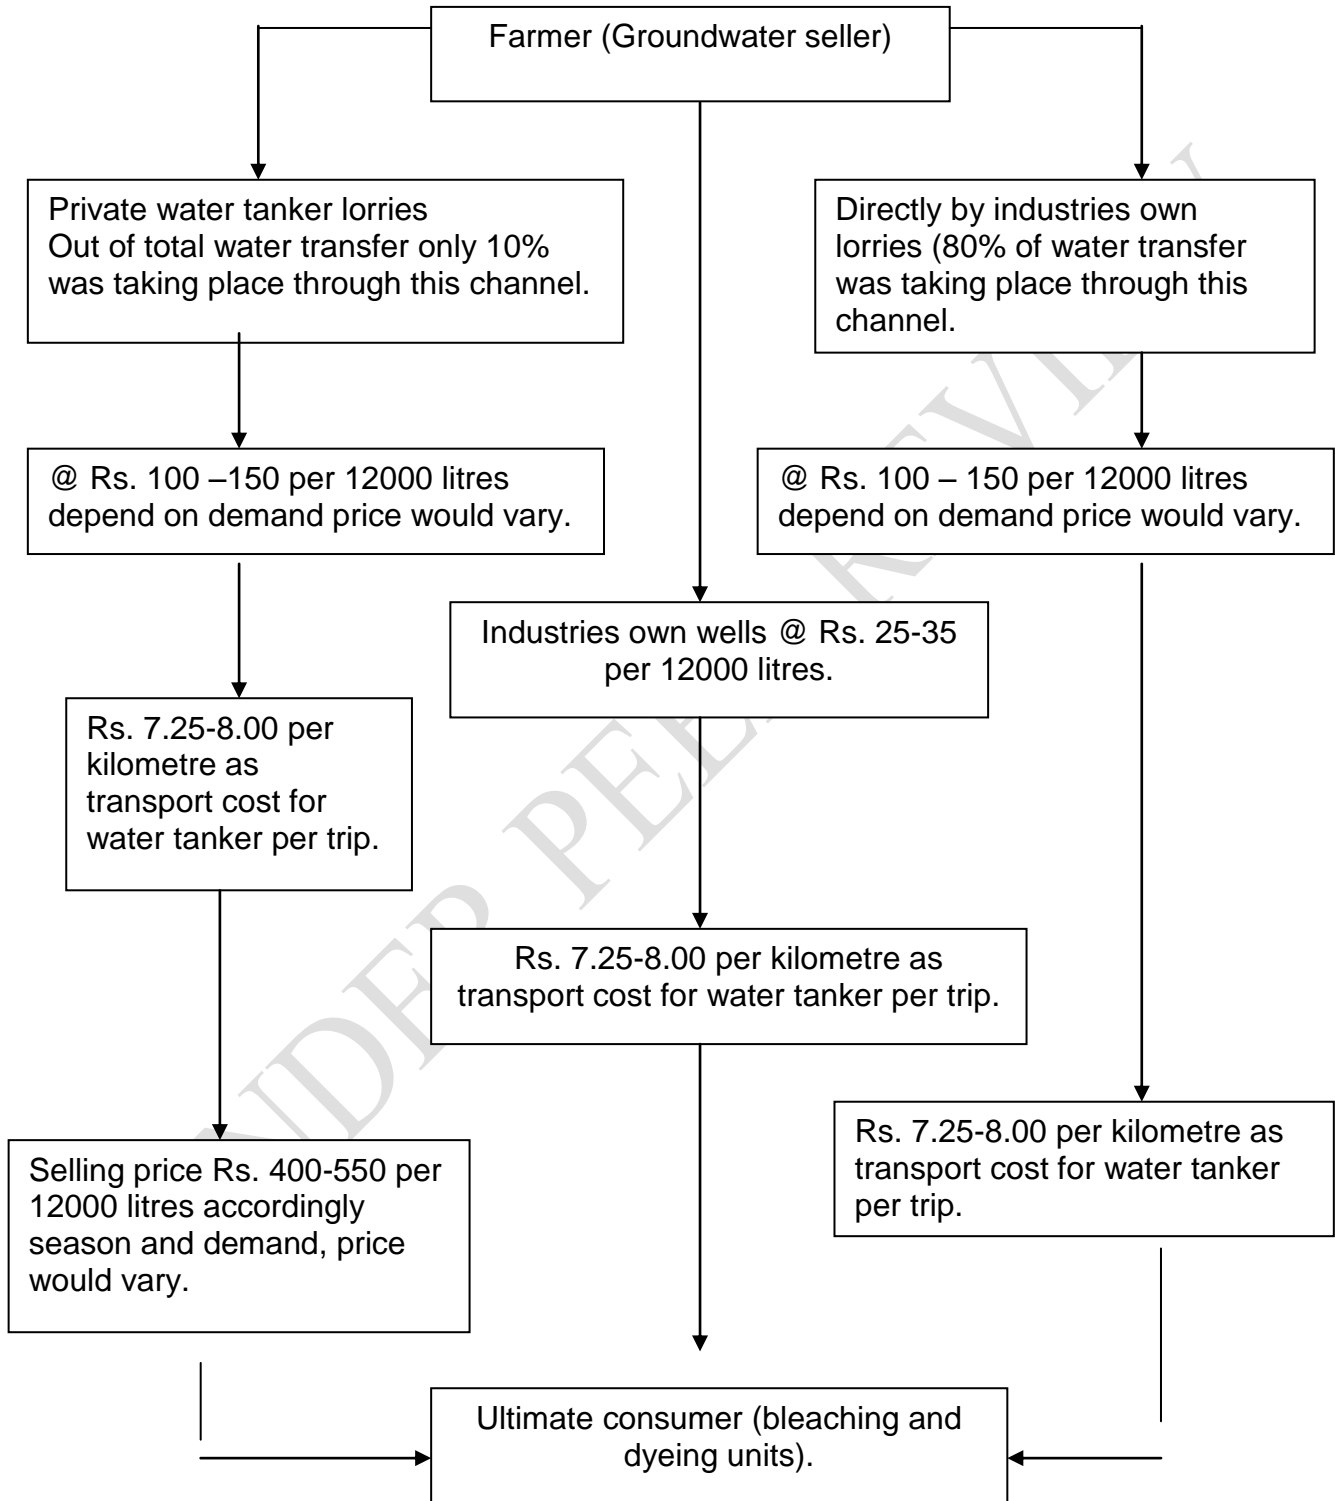 Farmer (Groundwater seller)
Private water tanker lorries
Out of total water transfer only 10%
was taking place through this channel.
Directly by industries own
lorries (80% of water transfer
was taking place through this
channel.
@ Rs. 100 –150 per 12000 litres
depend on demand price would vary.
@ Rs. 100 – 150 per 12000 litres
depend on demand price would vary.
Industries own wells @ Rs. 25-35
per 12000 litres.
Rs. 7.25-8.00 per
kilometre as
transport cost for
water tanker per trip.
Rs. 7.25-8.00 per kilometre as
transport cost for water tanker per trip.
Rs. 7.25-8.00 per kilometre as
transport cost for water tanker
per trip.
Selling price Rs. 400-550 per
12000 litres accordingly
season and demand, price
would vary.
Ultimate consumer (bleaching and
dyeing units).